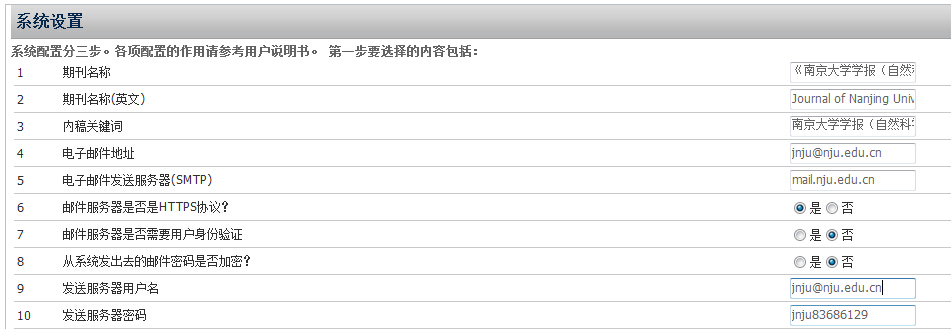 系统设置
系统配置分三步。各项配置的作用请参考用户说明书。 第一步要选择的内容包括:
1 期刊名称 《南京大学学报（自然
2 期刊名称(英文) Journal of Nanjing Univ
3 内稿关键词 南京大学学报（自然科
4 电子邮件地址 jnju@nju.edu.cn
5 电子邮件发送服务器(SMTP) mail.nju.edu.cn
6 邮件服务器是否是HTTPS协议? 是 否
7 邮件服务器是否需要用户身份验证 是 否
8 从系统发出去的邮件密码是否加密? 是 否
9 发送服务器用户名 jnju@nju.edu.cn
10 发送服务器密码 jnju83686129